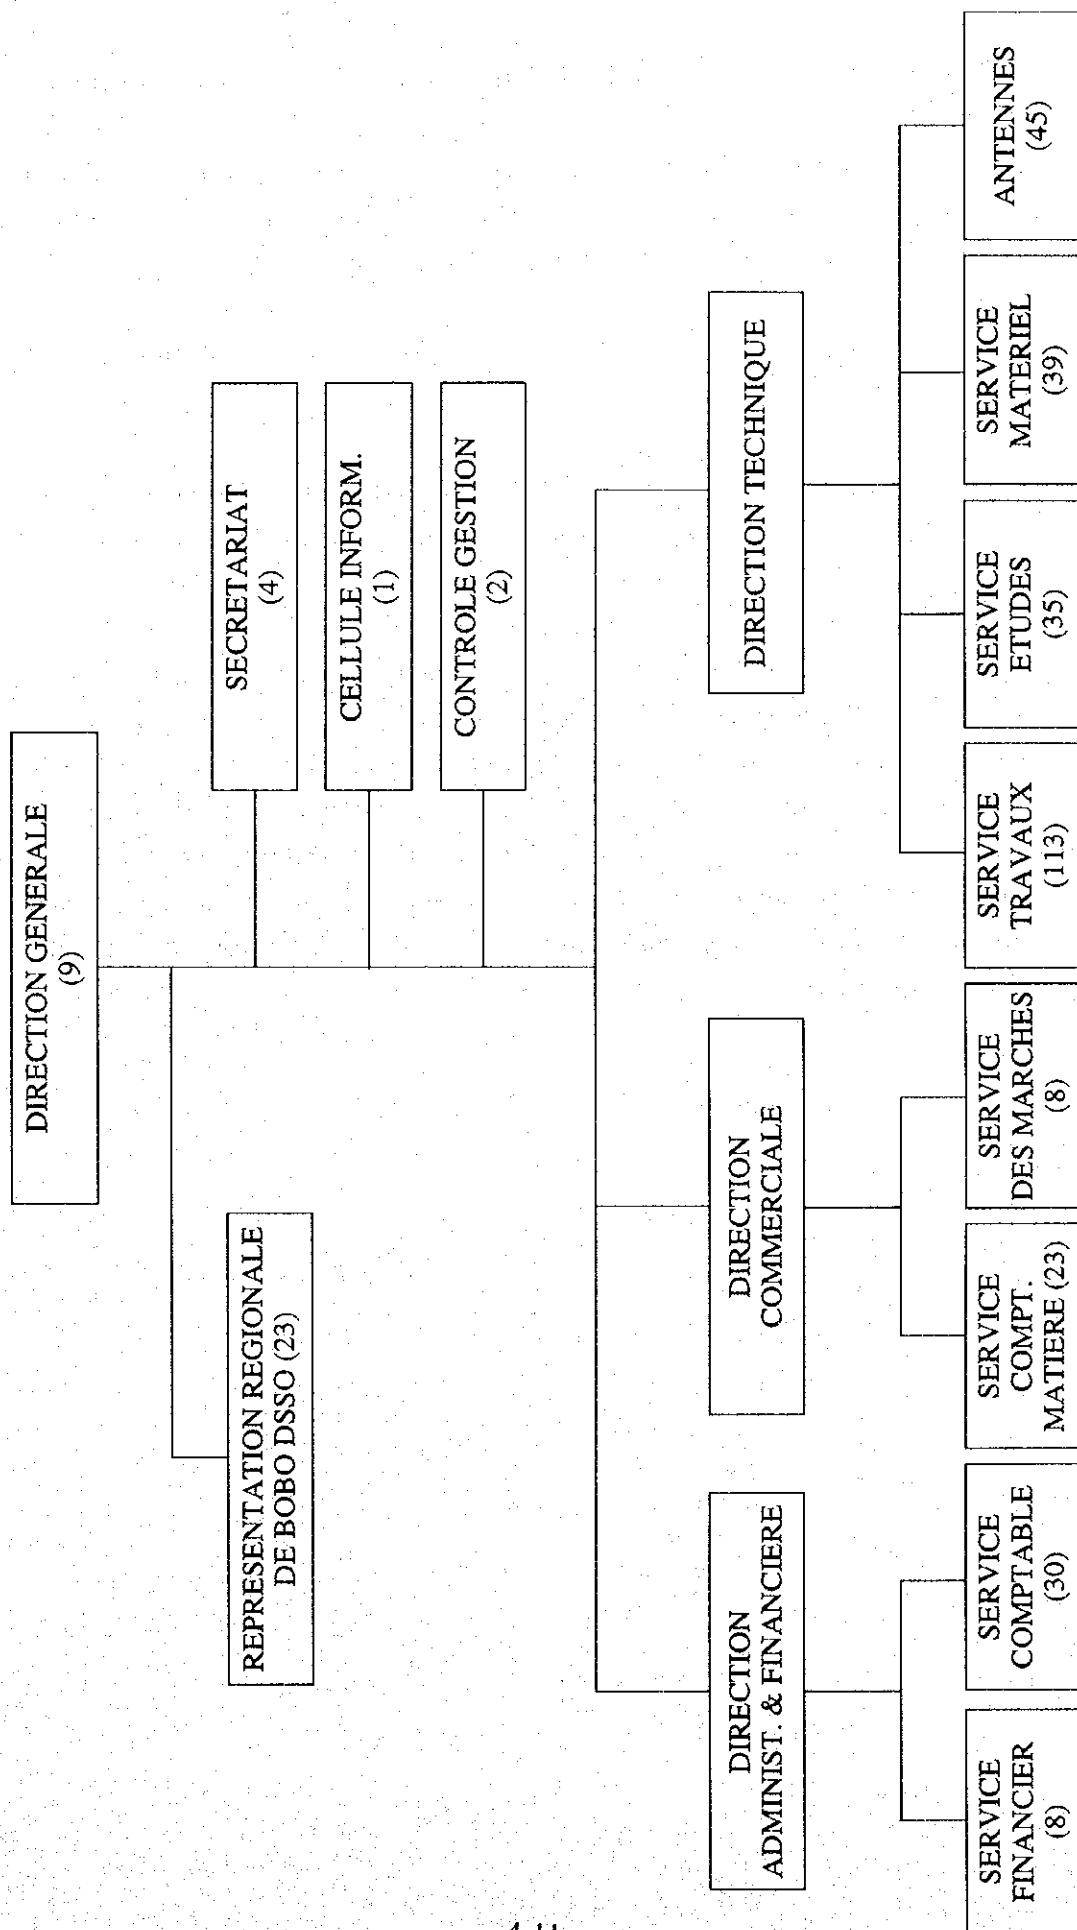 DIRECTION GENERALE
(9)
REPRESENTATION REGIONALE
DE BOBO DSSO (23)
SECRETARIAT
(4)
CELLULE INFORM.
(1)
CONTROLE GESTION
(2)
DIRECTION
ADMINIST. & FINANCIERE
DIRECTION
COMMERCIALE
DIRECTION TECHNIQUE
SERVICE
FINANCIER
(8)
SERVICE
COMPTABLE
(30)
SERVICE
COMPT.
MATIERE (23)
SERVICE
DES MARCHES
(8)
SERVICE
TRAVAUX
(113)
SERVICE
ETUDES
(35)
SERVICE
MATERIEL
(39)
ANTENNES
(45)